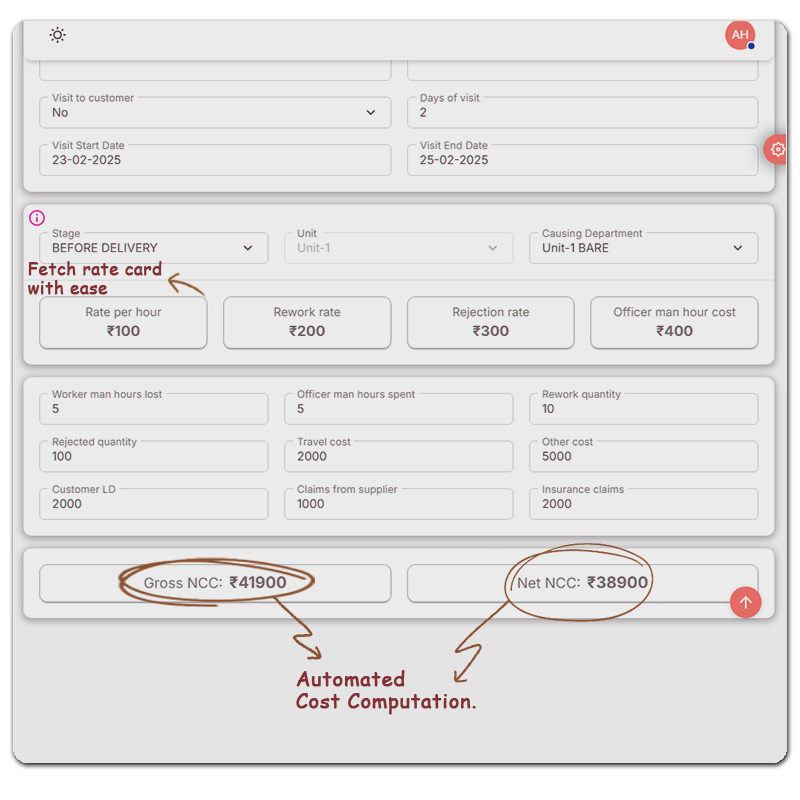 AH
Visit to customer
No
Days of visit
2
Visit Start Date
23-02-2025
Visit End Date
25-02-2025
Stage
BEFORE DELIVERY
Unit
Unit-1
Causing Department
Unit-1 BARE
Fetch rate card
with ease
Rate per hour
₹100
Rework rate
₹200
Rejection rate
₹300
Officer man hour cost
₹400
Worker man hours lost
5
Officer man hours spent
5
Rework quantity
10
Rejected quantity
100
Travel cost
2000
Other cost
5000
Customer LD
2000
Claims from supplier
1000
Insurance claims
2000
Gross NCC: ₹41900
Net NCC: ₹38900
Automated
Cost Computation.